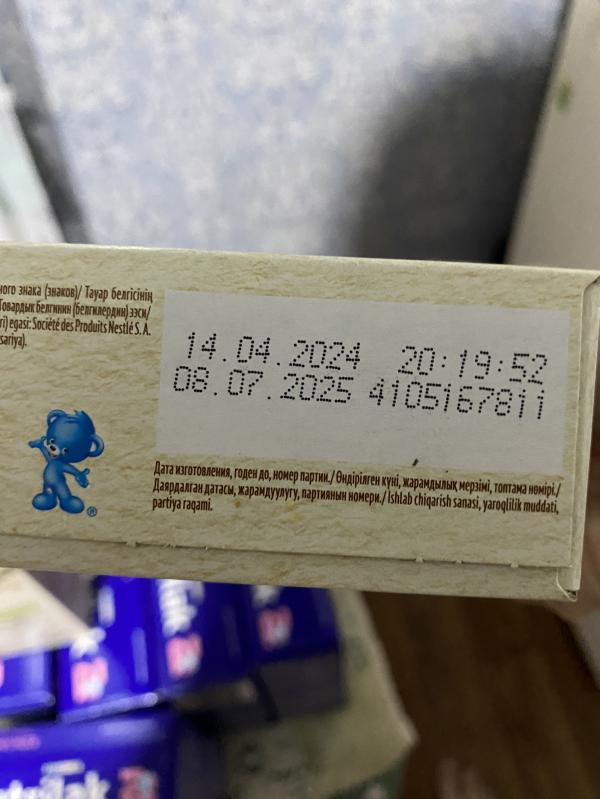 ного знака (знаков)/ Тауар белгісінің
Товардык белгинин (белгилердин) ээси/
ri) egasi: Société des Produits Nestlé S. A.
sariya).
14.04.2024 20:19:52
08.07.2025 4105167811
®
Дата изготовления, годен до, номер партии./ Өндірілген күні, жарамдылық мерзімі, топтама нөмірі./
Даярдалган датасы, жарамдуулугу, партиянын номери./ Ishlab chiqarish sanasi, yaroqlilik muddati,
partiya raqami.